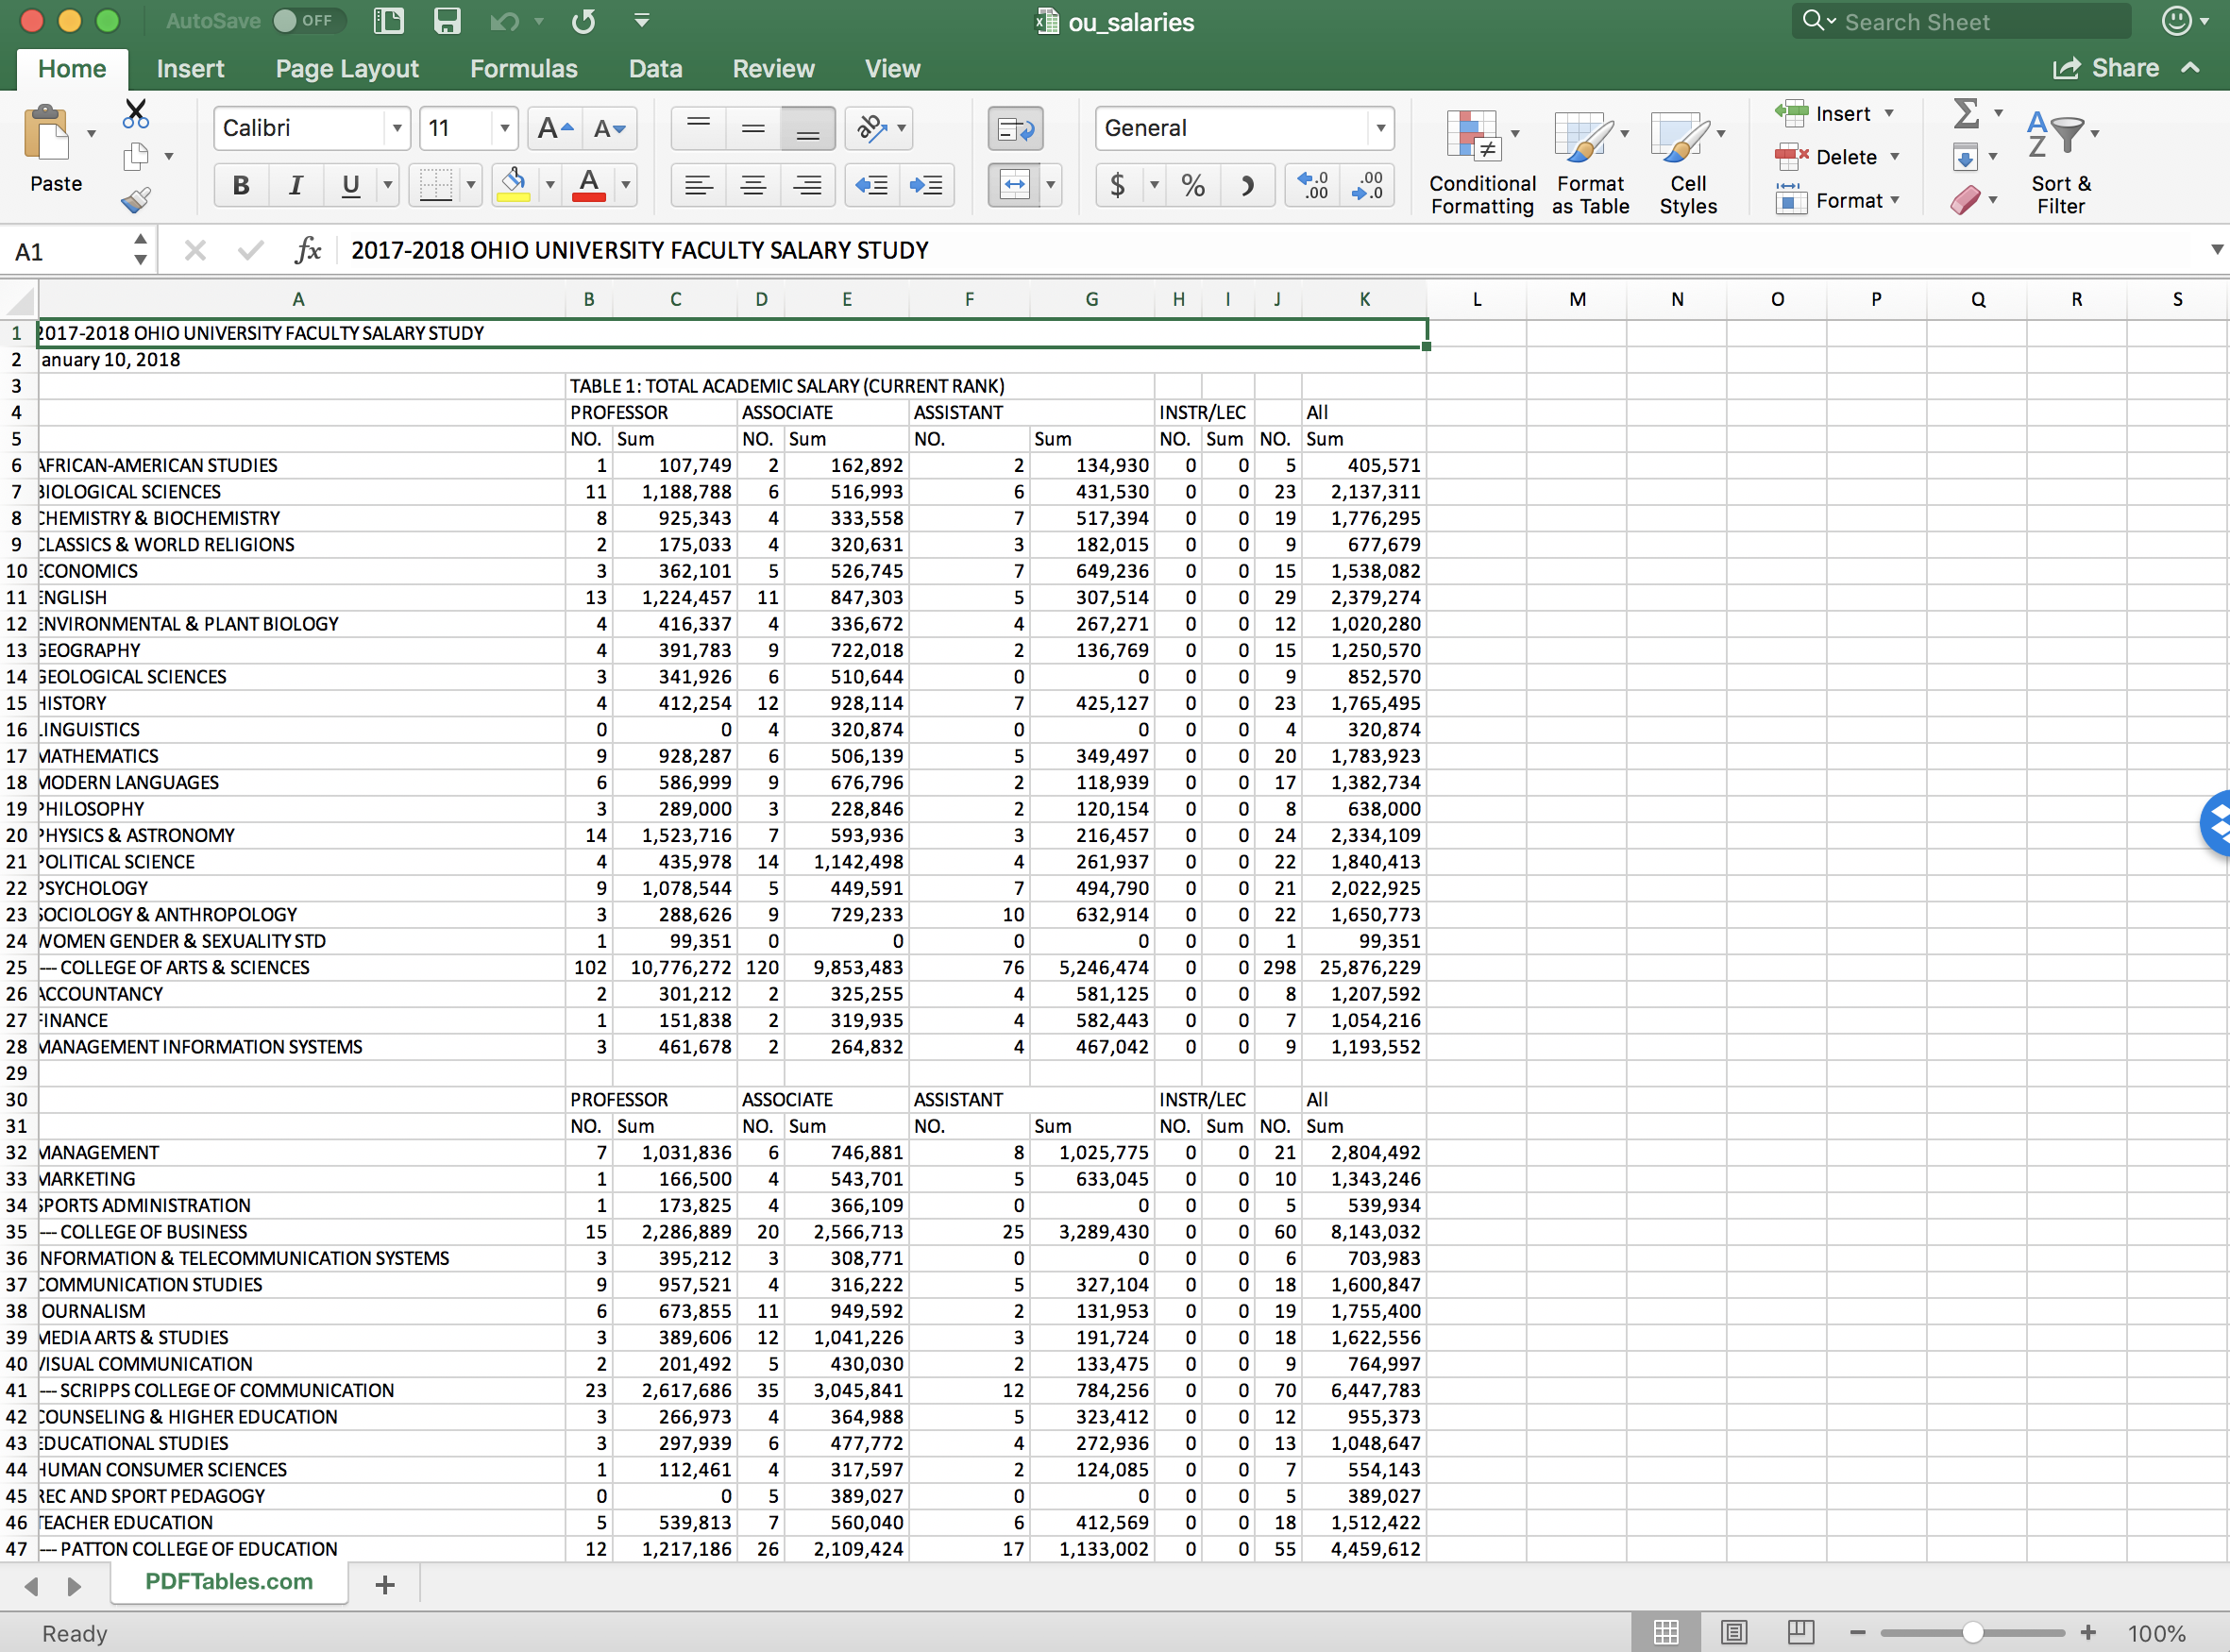 AutoSave OFF ou_salaries Search Sheet
Home Insert Page Layout Formulas Data Review View Share
Paste Calibri 11 General Conditional Formatting Format as Table Cell Styles Insert Delete Format Sort & Filter
A1 fx 2017-2018 OHIO UNIVERSITY FACULTY SALARY STUDY
A B C D E F G H I J K L M N O P Q R S
1 2017-2018 OHIO UNIVERSITY FACULTY SALARY STUDY
2 anuary 10, 2018
3 TABLE 1: TOTAL ACADEMIC SALARY (CURRENT RANK)
4 PROFESSOR ASSOCIATE ASSISTANT INSTR/LEC All
5 NO. Sum NO. Sum NO. Sum NO. Sum NO. Sum
6 AFRICAN-AMERICAN STUDIES 1 107,749 2 162,892 2 134,930 0 0 5 405,571
7 BIOLOGICAL SCIENCES 11 1,188,788 6 516,993 6 431,530 0 0 23 2,137,311
8 CHEMISTRY & BIOCHEMISTRY 8 925,343 4 333,558 7 517,394 0 0 19 1,776,295
9 CLASSICS & WORLD RELIGIONS 2 175,033 4 320,631 3 182,015 0 0 9 677,679
10 ECONOMICS 3 362,101 5 526,745 7 649,236 0 0 15 1,538,082
11 ENGLISH 13 1,224,457 11 847,303 5 307,514 0 0 29 2,379,274
12 ENVIRONMENTAL & PLANT BIOLOGY 4 416,337 4 336,672 4 267,271 0 0 12 1,020,280
13 GEOGRAPHY 4 391,783 9 722,018 2 136,769 0 0 15 1,250,570
14 GEOLOGICAL SCIENCES 3 341,926 6 510,644 0 0 0 0 9 852,570
15 HISTORY 4 412,254 12 928,114 7 425,127 0 0 23 1,765,495
16 LINGUISTICS 0 0 4 320,874 0 0 0 0 4 320,874
17 MATHEMATICS 9 928,287 6 506,139 5 349,497 0 0 20 1,783,923
18 MODERN LANGUAGES 6 586,999 9 676,796 2 118,939 0 0 17 1,382,734
19 PHILOSOPHY 3 289,000 3 228,846 2 120,154 0 0 8 638,000
20 PHYSICS & ASTRONOMY 14 1,523,716 7 593,936 3 216,457 0 0 24 2,334,109
21 POLITICAL SCIENCE 4 435,978 14 1,142,498 4 261,937 0 0 22 1,840,413
22 PSYCHOLOGY 9 1,078,544 5 449,591 7 494,790 0 0 21 2,022,925
23 SOCIOLOGY & ANTHROPOLOGY 3 288,626 9 729,233 10 632,914 0 0 22 1,650,773
24 WOMEN GENDER & SEXUALITY STD 1 99,351 0 0 0 0 0 0 1 99,351
25 --- COLLEGE OF ARTS & SCIENCES 102 10,776,272 120 9,853,483 76 5,246,474 0 0 298 25,876,229
26 ACCOUNTANCY 2 301,212 2 325,255 4 581,125 0 0 8 1,207,592
27 FINANCE 1 151,838 2 319,935 4 582,443 0 0 7 1,054,216
28 MANAGEMENT INFORMATION SYSTEMS 3 461,678 2 264,832 4 467,042 0 0 9 1,193,552
29
30 PROFESSOR ASSOCIATE ASSISTANT INSTR/LEC All
31 NO. Sum NO. Sum NO. Sum NO. Sum NO. Sum
32 MANAGEMENT 7 1,031,836 6 746,881 8 1,025,775 0 0 21 2,804,492
33 MARKETING 1 166,500 4 543,701 5 633,045 0 0 10 1,343,246
34 SPORTS ADMINISTRATION 1 173,825 4 366,109 0 0 0 0 5 539,934
35 --- COLLEGE OF BUSINESS 15 2,286,889 20 2,566,713 25 3,289,430 0 0 60 8,143,032
36 NFORMATION & TELECOMMUNICATION SYSTEMS 3 395,212 3 308,771 0 0 0 0 6 703,983
37 COMMUNICATION STUDIES 9 957,521 4 316,222 5 327,104 0 0 18 1,600,847
38 OURNALISM 6 673,855 11 949,592 2 131,953 0 0 19 1,755,400
39 MEDIA ARTS & STUDIES 3 389,606 12 1,041,226 3 191,724 0 0 18 1,622,556
40 VISUAL COMMUNICATION 2 201,492 5 430,030 2 133,475 0 0 9 764,997
41 --- SCRIPPS COLLEGE OF COMMUNICATION 23 2,617,686 35 3,045,841 12 784,256 0 0 70 6,447,783
42 COUNSELING & HIGHER EDUCATION 3 266,973 4 364,988 5 323,412 0 0 12 955,373
43 EDUCATIONAL STUDIES 3 297,939 6 477,772 4 272,936 0 0 13 1,048,647
44 HUMAN CONSUMER SCIENCES 1 112,461 4 317,597 2 124,085 0 0 7 554,143
45 REC AND SPORT PEDAGOGY 0 0 5 389,027 0 0 0 0 5 389,027
46 TEACHER EDUCATION 5 539,813 7 560,040 6 412,569 0 0 18 1,512,422
47 --- PATTON COLLEGE OF EDUCATION 12 1,217,186 26 2,109,424 17 1,133,002 0 0 55 4,459,612
PDFTables.com
Ready 100%